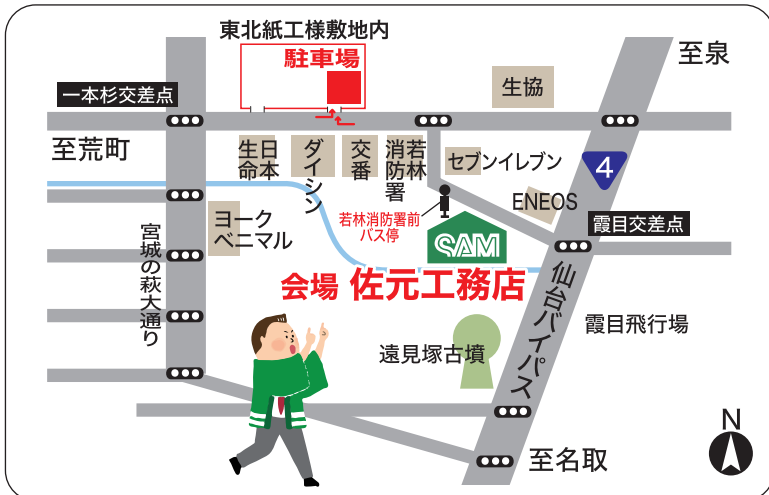 東北紙工様敷地内
駐車場
至泉
生協
一本杉交差点
至荒町
日本
生命
ダイシン
交番
若林
消防署
セブンイレブン
4
ENEOS
若林消防署前
バス停
霞目交差点
ヨーク
ベニマル
SAM
宮城の萩大通り
会場 佐元工務店
仙台バイパス
霞目飛行場
遠見塚古墳
至名取
N